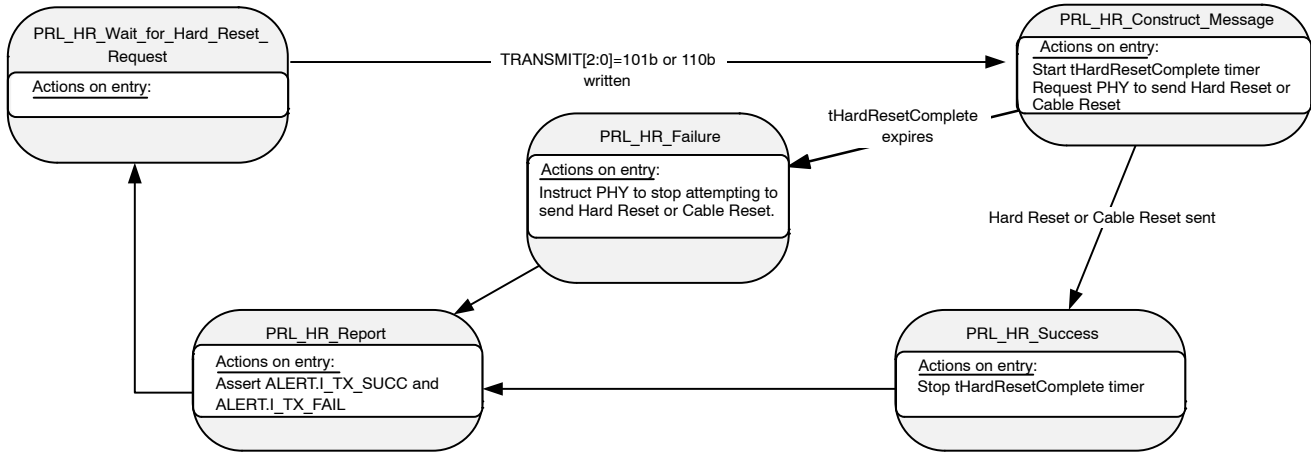 PRL_HR_Wait_for_Hard_Reset_
Request
Actions on entry:
TRANSMIT[2:0]=101b or 110b
written
PRL_HR_Construct_Message
Actions on entry:
Start tHardResetComplete timer
Request PHY to send Hard Reset or
Cable Reset
tHardResetComplete
expires
PRL_HR_Failure
Actions on entry:
Instruct PHY to stop attempting to
send Hard Reset or Cable Reset.
Hard Reset or Cable Reset sent
PRL_HR_Report
Actions on entry:
Assert ALERT.I_TX_SUCC and
ALERT.I_TX_FAIL
PRL_HR_Success
Actions on entry:
Stop tHardResetComplete timer